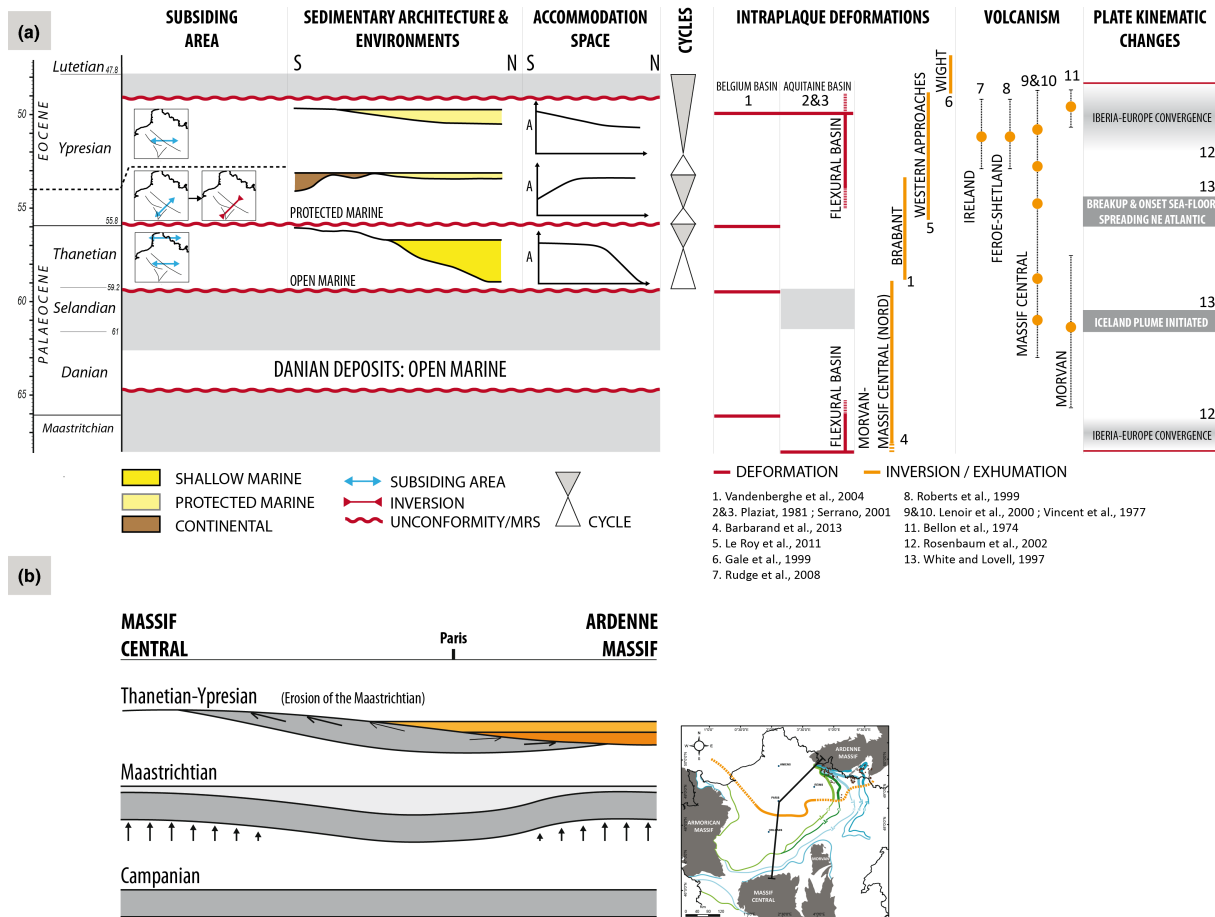 (a)
SUBSIDING AREA
SEDIMENTARY ARCHITECTURE & ENVIRONMENTS
ACCOMMODATION SPACE
CYCLES
INTRAPLAQUE DEFORMATIONS
VOLCANISM
PLATE KINEMATIC CHANGES
S N S N
Lutetian 47.8
EOCENE
50
Ypresian
55
55.8
PALAEOCENE
Thanetian
59.2
60
Selandian
61
Danian
65
Maastritchian
A
PROTECTED MARINE
A
OPEN MARINE
A
DANIAN DEPOSITS: OPEN MARINE
BELGIUM BASIN
1
AQUITAINE BASIN
2&3
FLEXURAL BASIN
FLEXURAL BASIN
MORVAN-
MASSIF CENTRAL (NORD)
4
BRABANT
1
WESTERN APPROACHES
5
WIGHT
6
7
IRELAND
8
FEROE-SHETLAND
9&10
MASSIF CENTRAL
11
MORVAN
IBERIA-EUROPE CONVERGENCE
12
13
BREAKUP & ONSET SEA-FLOOR
SPREADING NE ATLANTIC
13
ICELAND PLUME INITIATED
12
IBERIA-EUROPE CONVERGENCE
SHALLOW MARINE
PROTECTED MARINE
CONTINENTAL
SUBSIDING AREA
INVERSION
UNCONFORMITY/MRS
CYCLE
DEFORMATION
INVERSION / EXHUMATION
1. Vandenberghe et al., 2004
2&3. Plaziat, 1981 ; Serrano, 2001
4. Barbarand et al., 2013
5. Le Roy et al., 2011
6. Gale et al., 1999
7. Rudge et al., 2008
8. Roberts et al., 1999
9&10. Lenoir et al., 2000 ; Vincent et al., 1977
11. Bellon et al., 1974
12. Rosenbaum et al., 2002
13. White and Lovell, 1997
(b)
MASSIF
CENTRAL
Paris
ARDENNE
MASSIF
Thanetian-Ypresian (Erosion of the Maastrichtian)
Maastrichtian
Campanian
N
W E
ARDENNE
MASSIF
PARIS
ARMORICAN
MASSIF
MORVAN
MASSIF
CENTRAL